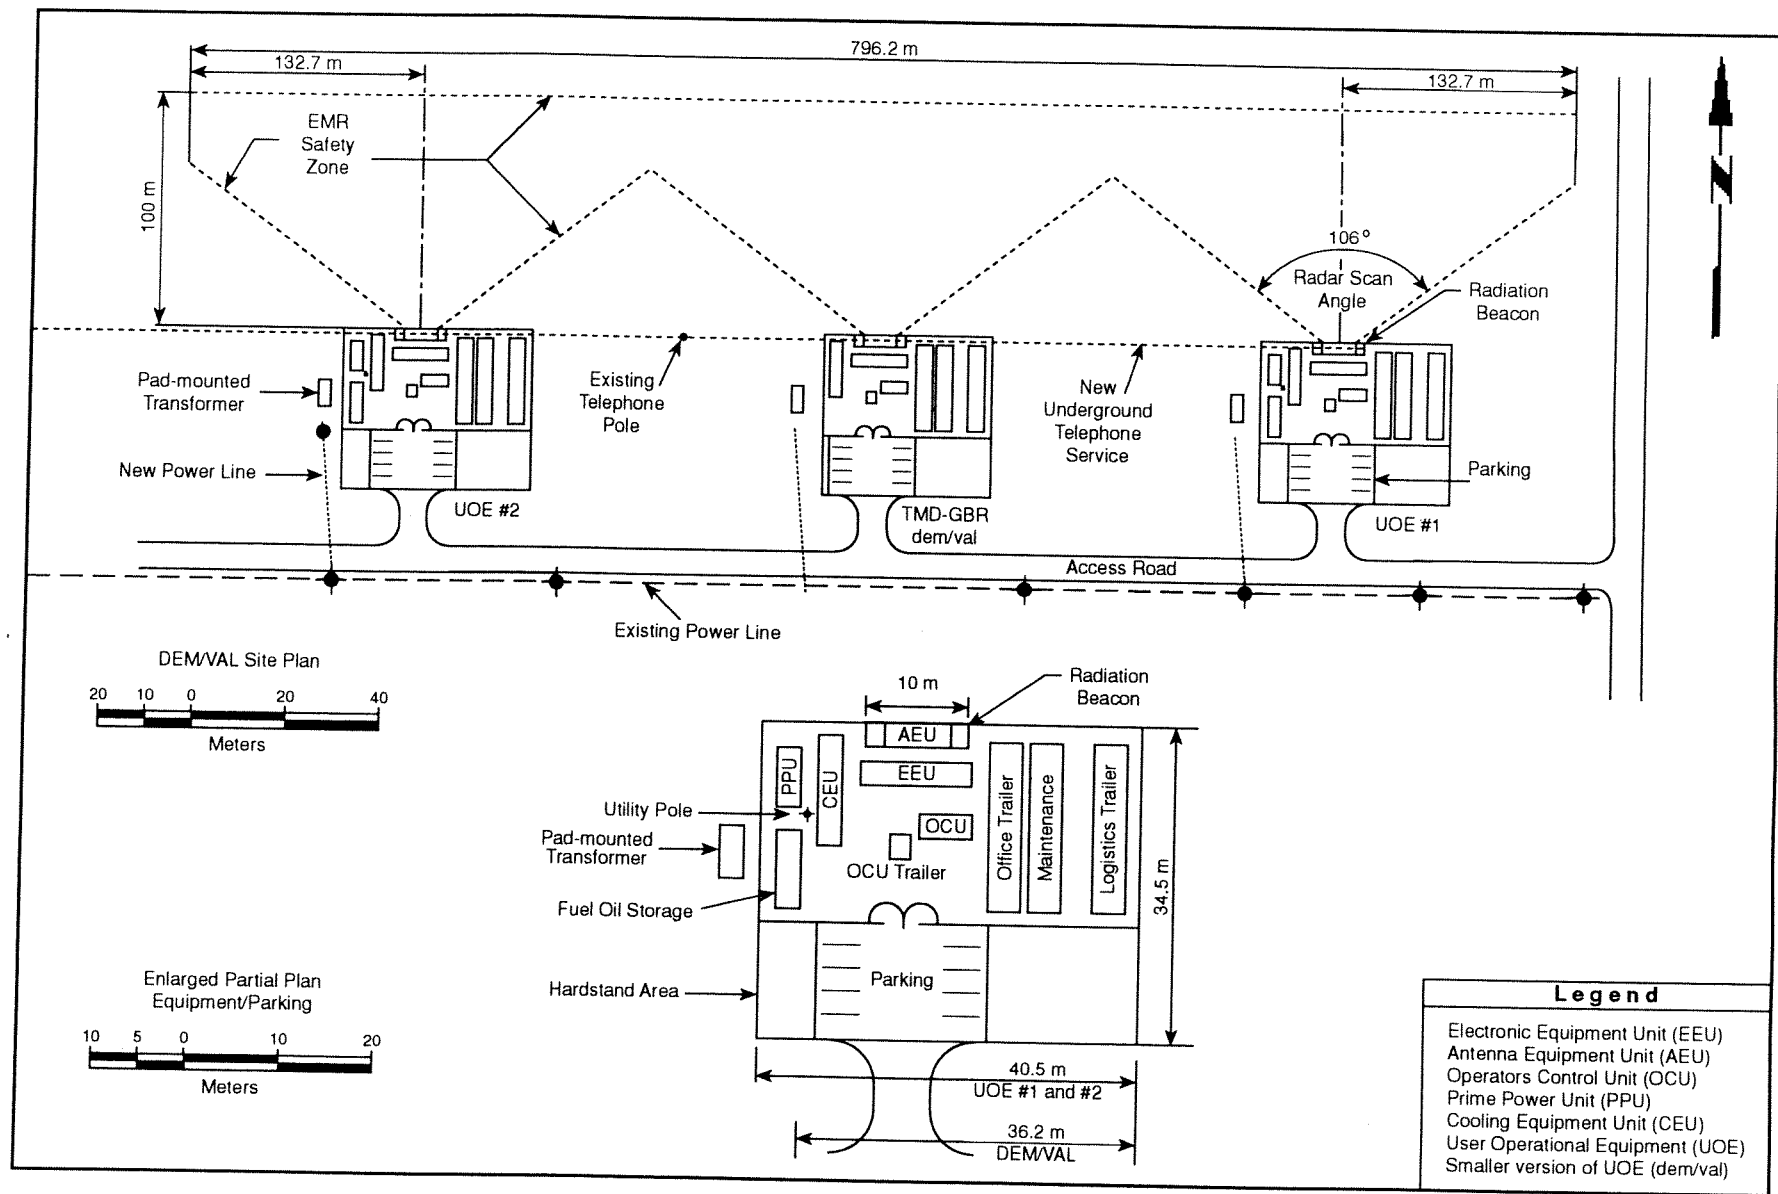 796.2 m
132.7 m
132.7 m
EMR
Safety
Zone
100 m
N
106°
Radar Scan
Angle
Radiation
Beacon
Pad-mounted
Transformer
Existing
Telephone
Pole
New
Underground
Telephone
Service
New Power Line
Parking
UOE #2
TMD-GBR
dem/val
UOE #1
Access Road
Existing Power Line
DEM/VAL Site Plan
20 10 0 20 40
Meters
10 m
Radiation
Beacon
AEU
PPU
CEU
EEU
Office Trailer
Maintenance
Logistics Trailer
Utility Pole
OCU
Pad-mounted
Transformer
OCU Trailer
34.5 m
Fuel Oil Storage
Enlarged Partial Plan
Equipment/Parking
Hardstand Area
Parking
10 5 0 10 20
Meters
40.5 m
UOE #1 and #2
36.2 m
DEM/VAL
Legend
Electronic Equipment Unit (EEU)
Antenna Equipment Unit (AEU)
Operators Control Unit (OCU)
Prime Power Unit (PPU)
Cooling Equipment Unit (CEU)
User Operational Equipment (UOE)
Smaller version of UOE (dem/val)